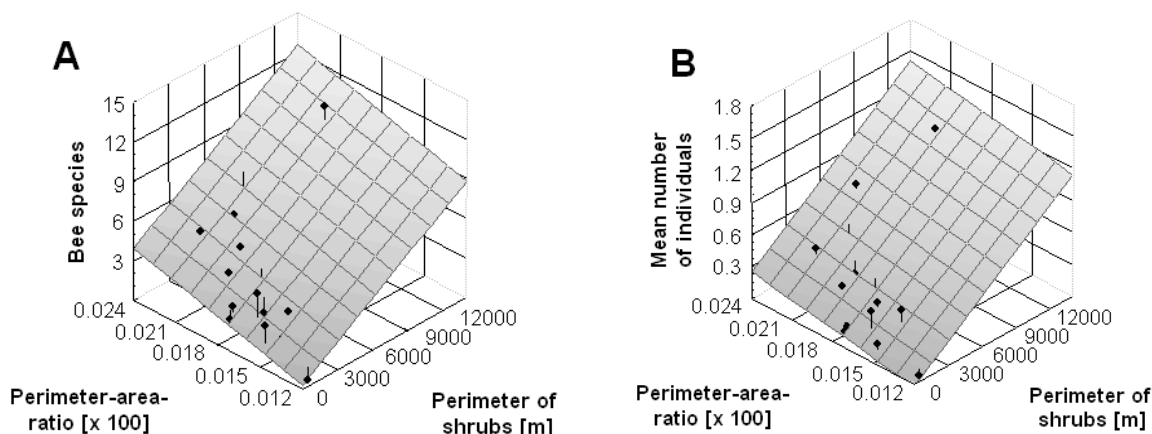 A
15
12
9
6
3
Bee species
0.024
0.021
0.018
0.015
0.012
Perimeter-area-
ratio [x 100]
0
3000
6000
9000
12000
Perimeter of
shrubs [m]
B
1.8
1.5
1.2
0.9
0.6
0.3
Mean number
of individuals
0.024
0.021
0.018
0.015
0.012
Perimeter-area-
ratio [x 100]
0
3000
6000
9000
12000
Perimeter of
shrubs [m]